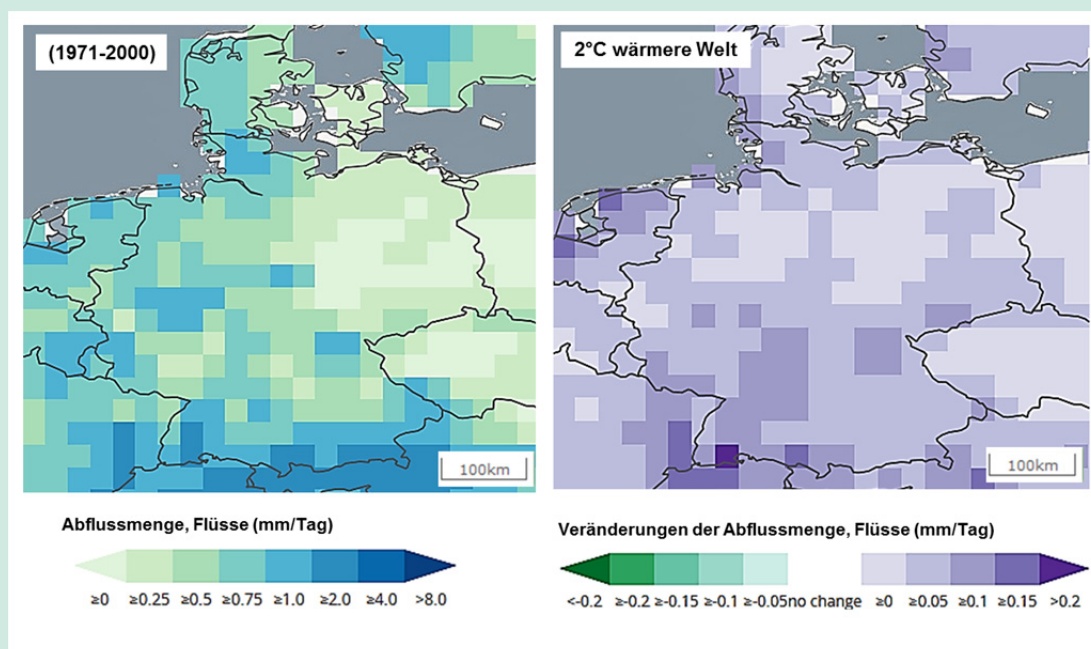 (1971-2000)
2°C wärmere Welt
100km
100km
Abflussmenge, Flüsse (mm/Tag)
≥0 ≥0.25 ≥0.5 ≥0.75 ≥1.0 ≥2.0 ≥4.0 >8.0
Veränderungen der Abflussmenge, Flüsse (mm/Tag)
<-0.2 ≥-0.2 ≥-0.15 ≥-0.1 ≥-0.05 no change ≥0 ≥0.05 ≥0.1 ≥0.15 >0.2